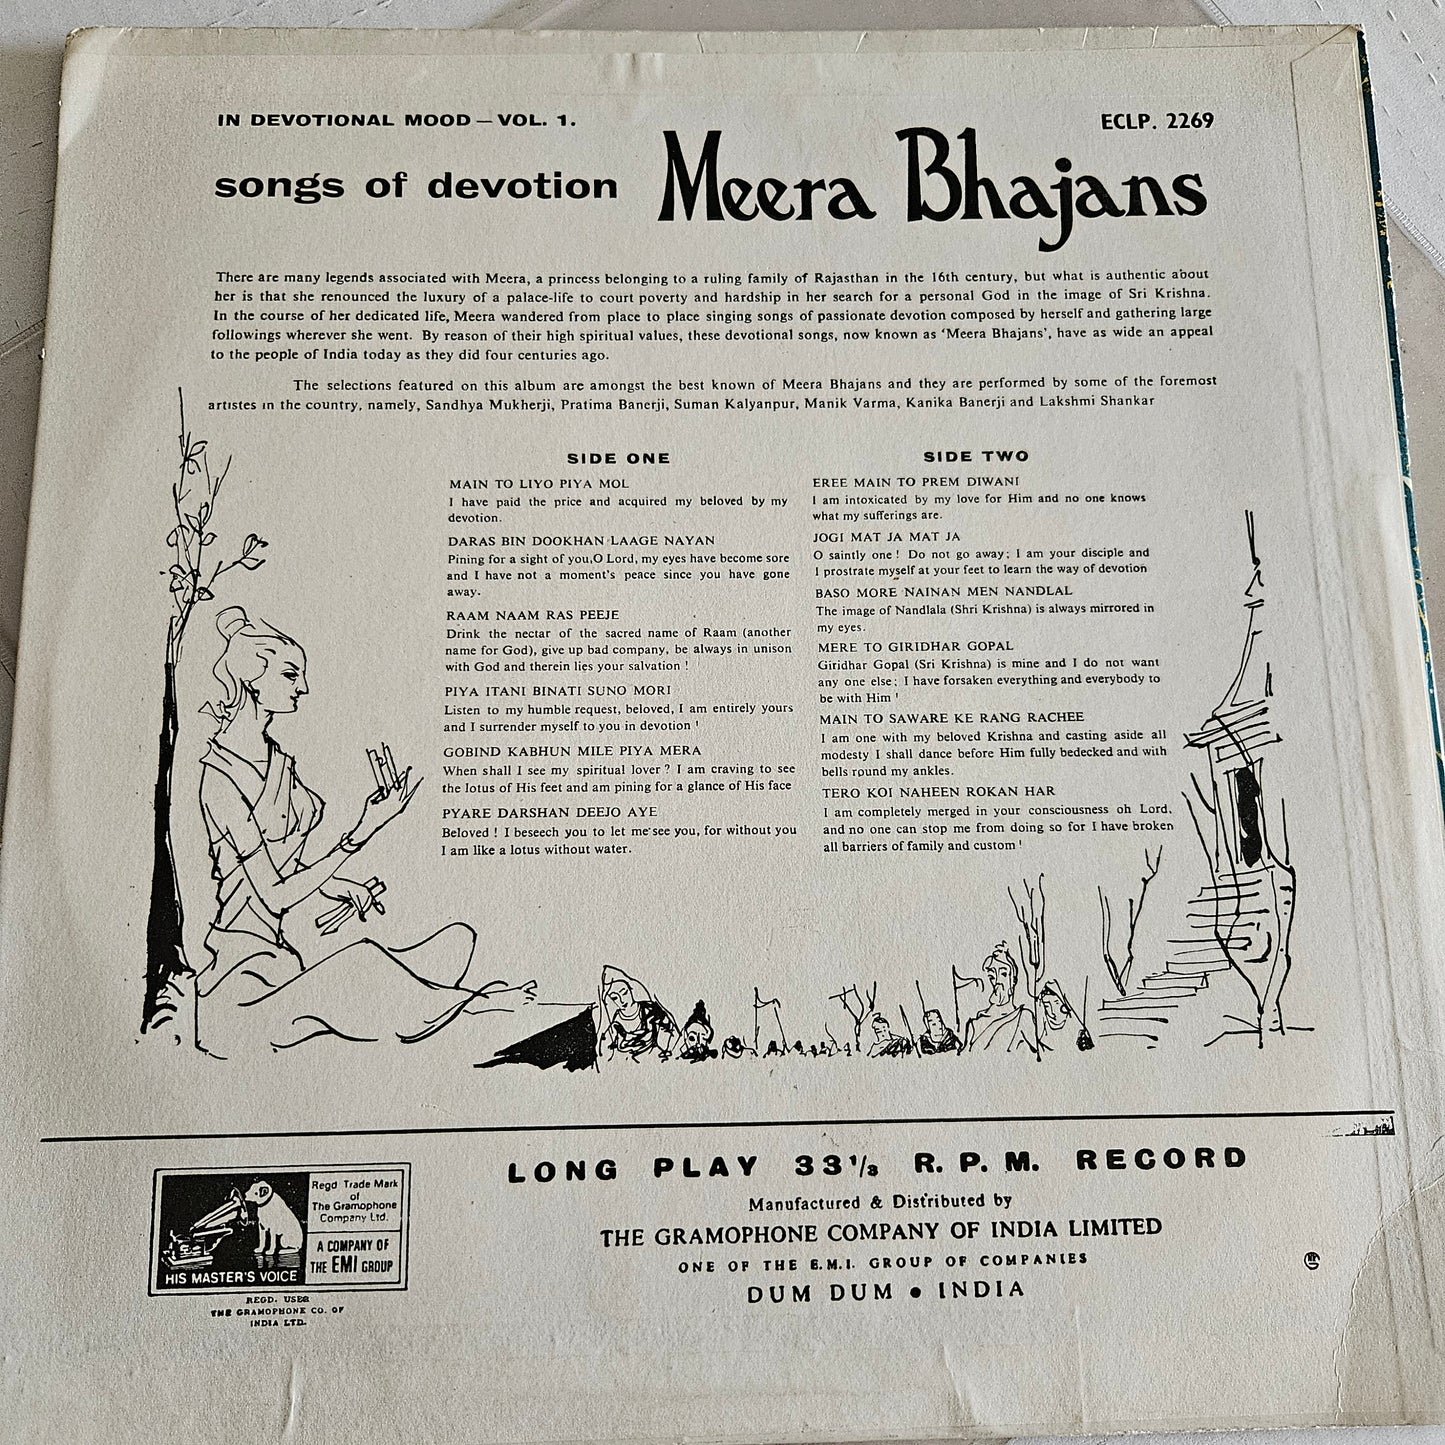 IN DEVOTIONAL MOOD — VOL. 1.
ECLP. 2269
songs of devotion Meera Bhajans
There are many legends associated with Meera, a princess belonging to a ruling family of Rajasthan in the 16th century, but what is authentic about
her is that she renounced the luxury of a palace-life to court poverty and hardship in her search for a personal God in the image of Sri Krishna.
In the course of her dedicated life, Meera wandered from place to place singing songs of passionate devotion composed by herself and gathering large
followings wherever she went. By reason of their high spiritual values, these devotional songs, now known as ‘Meera Bhajans’, have as wide an appeal
to the people of India today as they did four centuries ago.
The selections featured on this album are amongst the best known of Meera Bhajans and they are performed by some of the foremost
artistes in the country, namely, Sandhya Mukherji, Pratima Banerji, Suman Kalyanpur, Manik Varma, Kanika Banerji and Lakshmi Shankar
SIDE ONE
MAIN TO LIYO PIYA MOL
I have paid the price and acquired my beloved by my
devotion.
DARAS BIN DOOKHAN LAAGE NAYAN
Pining for a sight of you,O Lord, my eyes have become sore
and I have not a moment's peace since you have gone
away.
RAAM NAAM RAS PEEJE
Drink the nectar of the sacred name of Raam (another
name for God), give up bad company, be always in unison
with God and therein lies your salvation !
PIYA ITANI BINATI SUNO MORI
Listen to my humble request, beloved, I am entirely yours
and I surrender myself to you in devotion !
GOBIND KABHUN MILE PIYA MERA
When shall I see my spiritual lover ? I am craving to see
the lotus of His feet and am pining for a glance of His face
PYARE DARSHAN DEEJO AYE
Beloved ! I beseech you to let me see you, for without you
I am like a lotus without water.
SIDE TWO
EREE MAIN TO PREM DIWANI
I am intoxicated by my love for Him and no one knows
what my sufferings are.
JOGI MAT JA MAT JA
O saintly one ! Do not go away; I am your disciple and
I prostrate myself at your feet to learn the way of devotion
BASO MORE NAINAN MEN NANDLAL
The image of Nandlala (Shri Krishna) is always mirrored in
my eyes.
MERE TO GIRIDHAR GOPAL
Giridhar Gopal (Sri Krishna) is mine and I do not want
any one else; I have forsaken everything and everybody to
be with Him !
MAIN TO SAWARE KE RANG RACHEE
I am one with my beloved Krishna and casting aside all
modesty I shall dance before Him fully bedecked and with
bells round my ankles.
TERO KOI NAHEEN ROKAN HAR
I am completely merged in your consciousness oh Lord,
and no one can stop me from doing so for I have broken
all barriers of family and custom !
LONG PLAY 33⅓ R.P.M. RECORD
Manufactured & Distributed by
THE GRAMOPHONE COMPANY OF INDIA LIMITED
ONE OF THE E.M.I. GROUP OF COMPANIES
DUM DUM • INDIA
HIS MASTER'S VOICE
Regd Trade Mark
of
The Gramophone
Company Ltd.
A COMPANY OF
THE EMI GROUP
REGD. USER
THE GRAMOPHONE CO. OF
INDIA LTD.